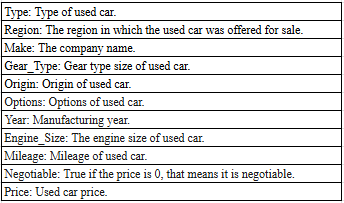 Type: Type of used car.
Region: The region in which the used car was offered for sale.
Make: The company name.
Gear_Type: Gear type size of used car.
Origin: Origin of used car.
Options: Options of used car.
Year: Manufacturing year.
Engine_Size: The engine size of used car.
Mileage: Mileage of used car.
Negotiable: True if the price is 0, that means it is negotiable.
Price: Used car price.